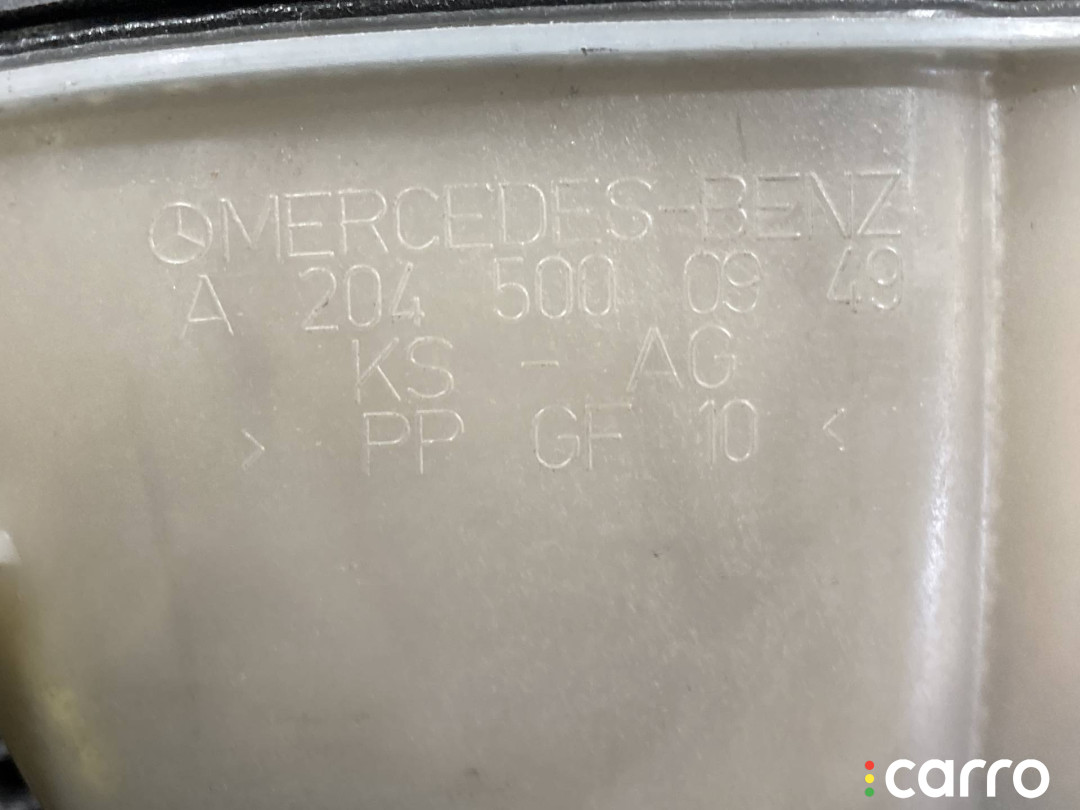 MERCEDES-BENZ
A 204 500 09 49
KS - AG
> PP GF 10 <
carro